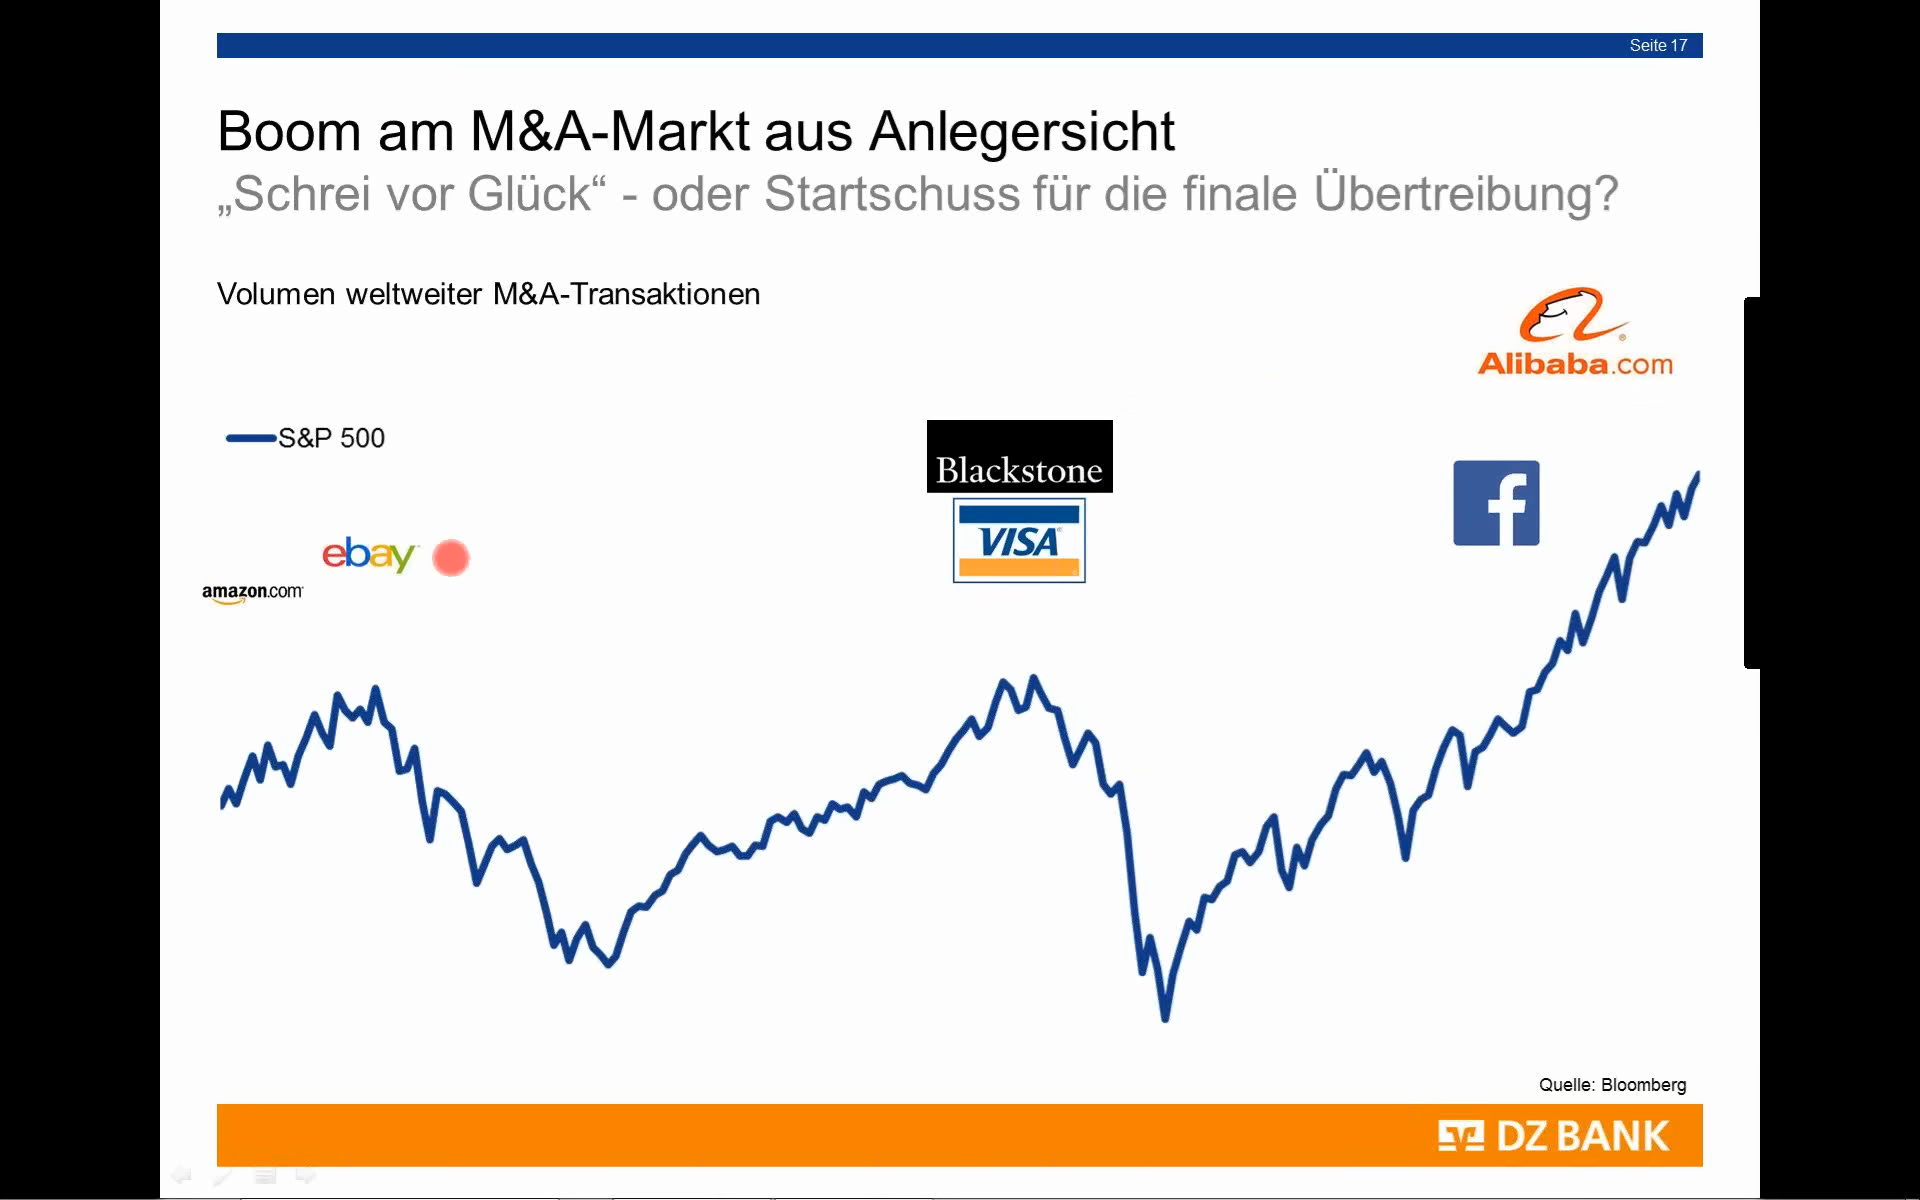 Seite 17
Boom am M&A-Markt aus Anlegersicht
„Schrei vor Glück“ - oder Startschuss für die finale Übertreibung?
Volumen weltweiter M&A-Transaktionen
Alibaba.com
S&P 500
Blackstone
VISA
ebay
amazon.com
Quelle: Bloomberg
DZ BANK